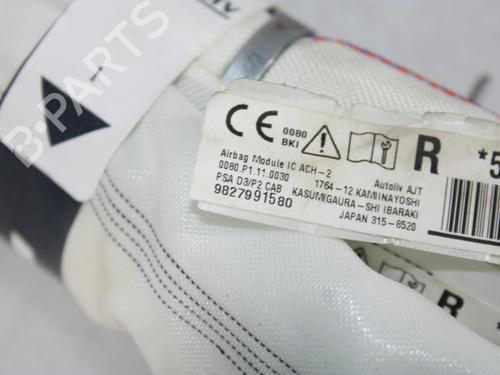 CE 0080 BKI R *5
Airbag Module IC ACH-2
0080.P1.11.0030
PSA D3/P2 CAB
9827991580
Autoliv AJT
1764-12 KAMIINAYOSHI
KASUMIGAURA-SHI IBARAKI
JAPAN 315-8520
R
B-PARTS